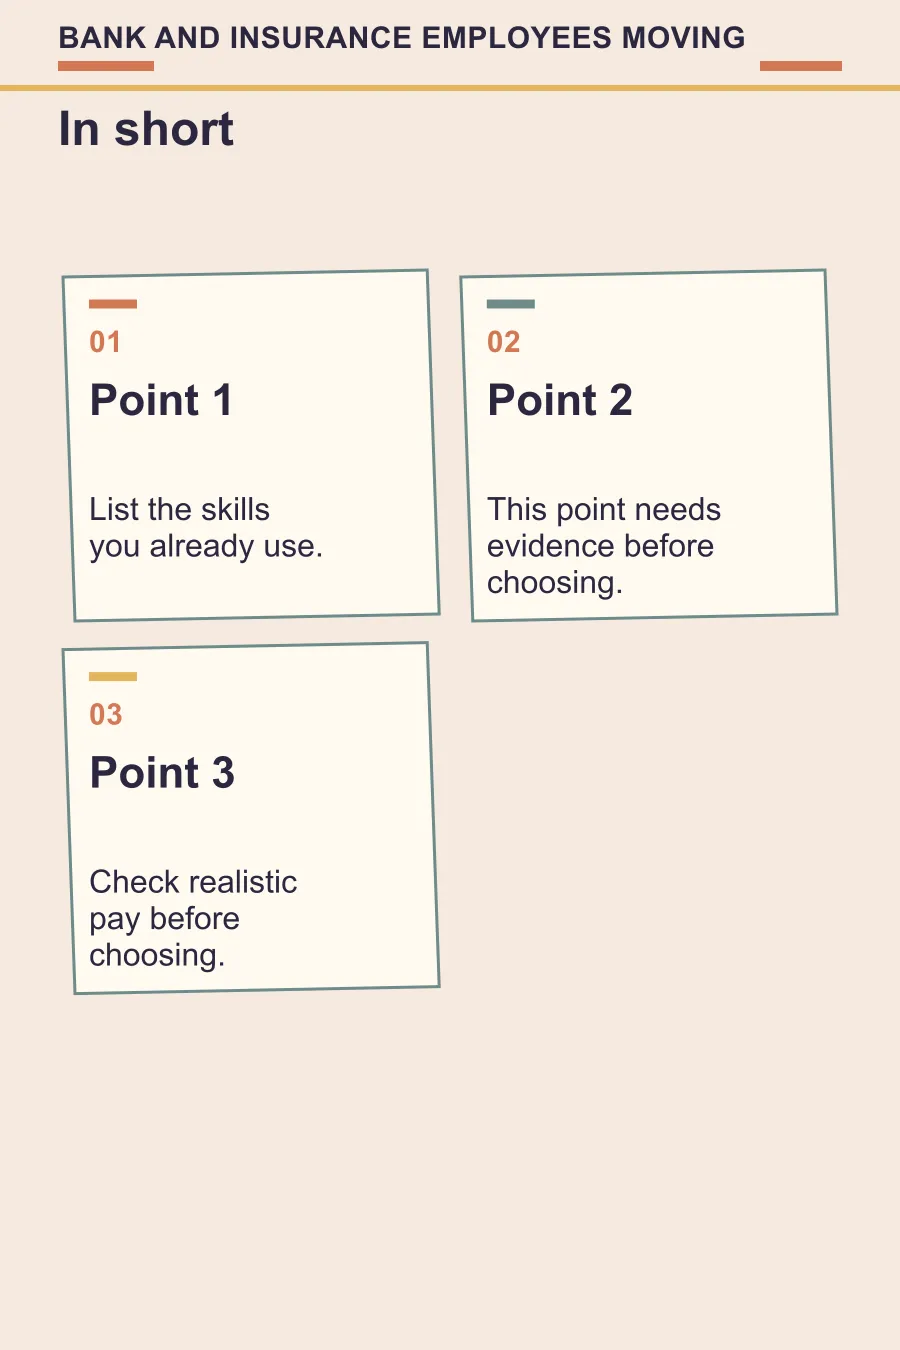 BANK AND INSURANCE EMPLOYEES MOVING
In short
01
Point 1
List the skills
you already use.
02
Point 2
This point needs
evidence before
choosing.
03
Point 3
Check realistic
pay before
choosing.